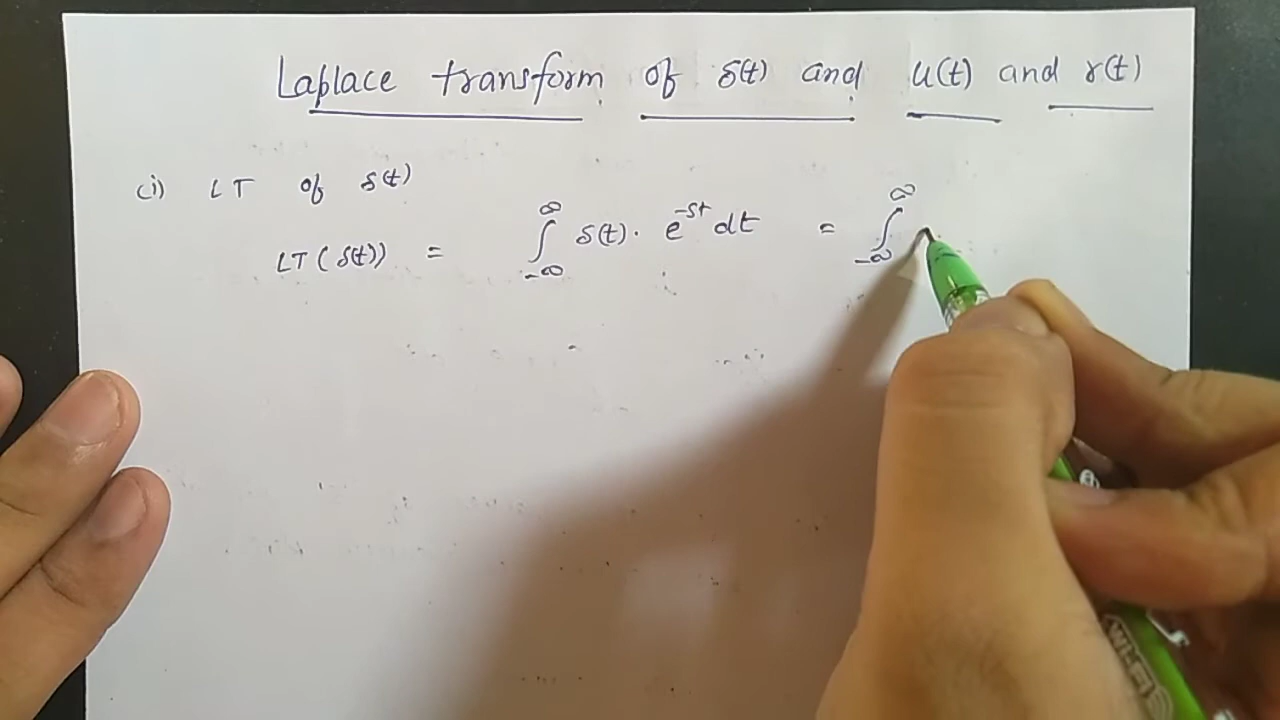 Laplace transform of δ(t) and u(t) and r(t)
(i) LT of δ(t)
LT(δ(t)) = ∫_{-∞}^{∞} δ(t). e^{-st} dt = ∫_{-∞}^{∞}